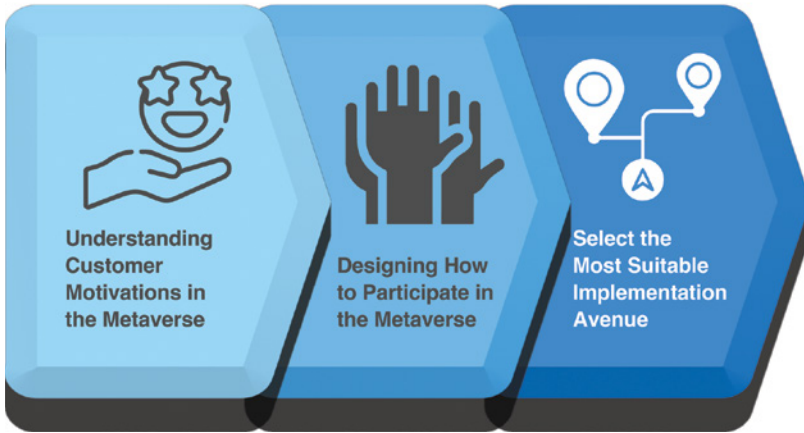 Understanding
Customer
Motivations in
the Metaverse
Designing How
to Participate in
the Metaverse
Select the
Most Suitable
Implementation
Avenue